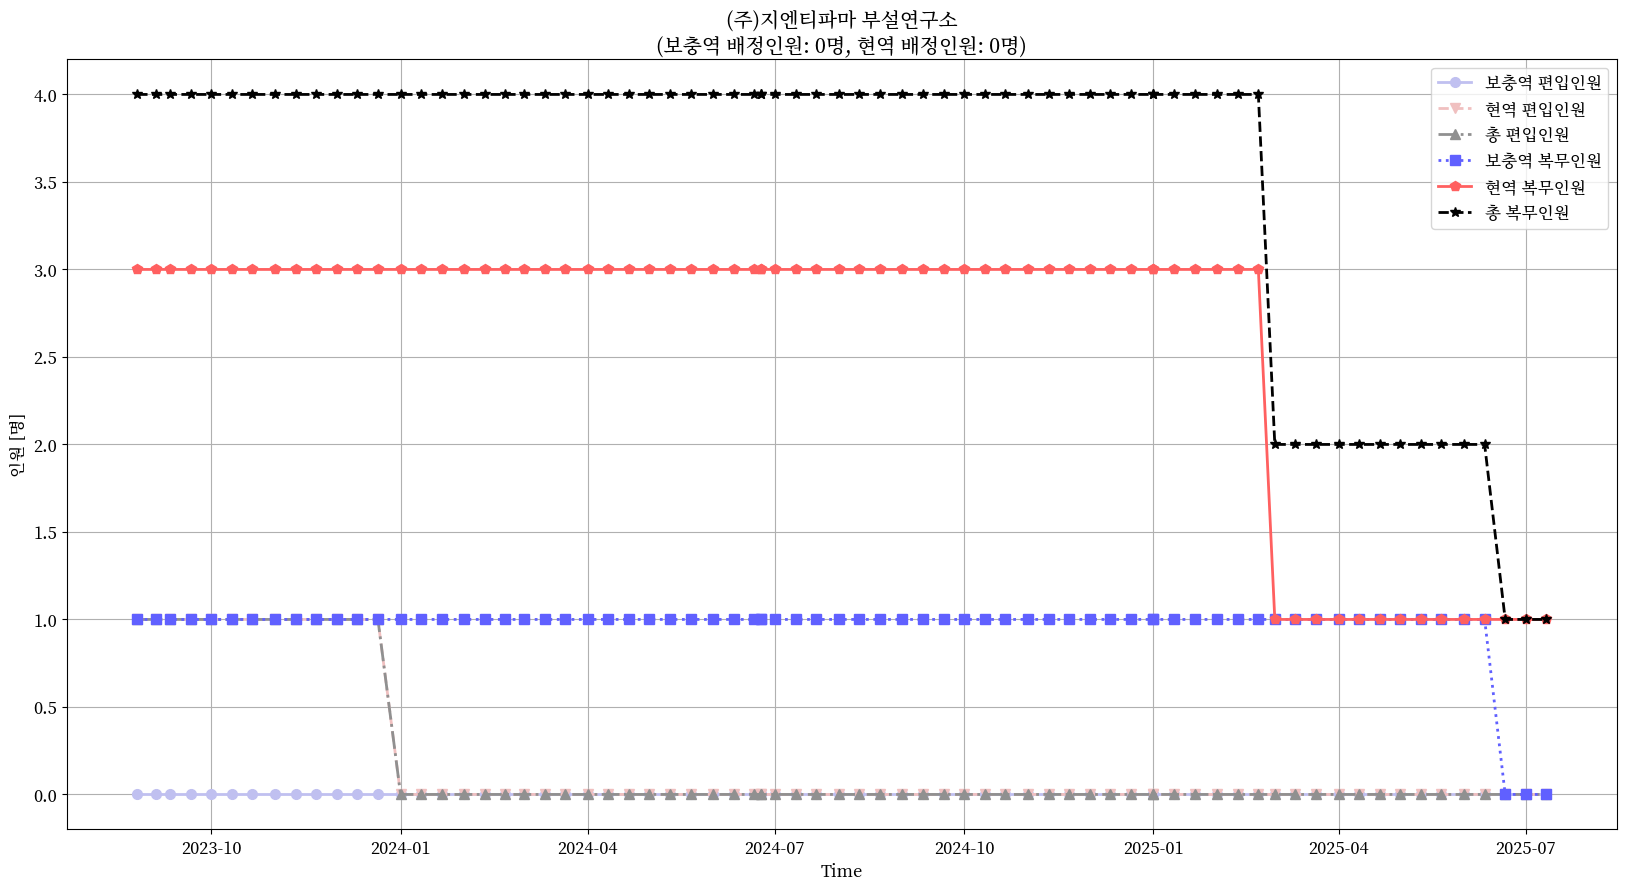 (주)지엔티파마 부설연구소
(보충역 배정인원: 0명, 현역 배정인원: 0명)
보충역 편입인원
현역 편입인원
총 편입인원
보충역 복무인원
현역 복무인원
총 복무인원
인원 [명]
4.0
3.5
3.0
2.5
2.0
1.5
1.0
0.5
0.0
2023-10 2024-01 2024-04 2024-07 2024-10 2025-01 2025-04 2025-07
Time